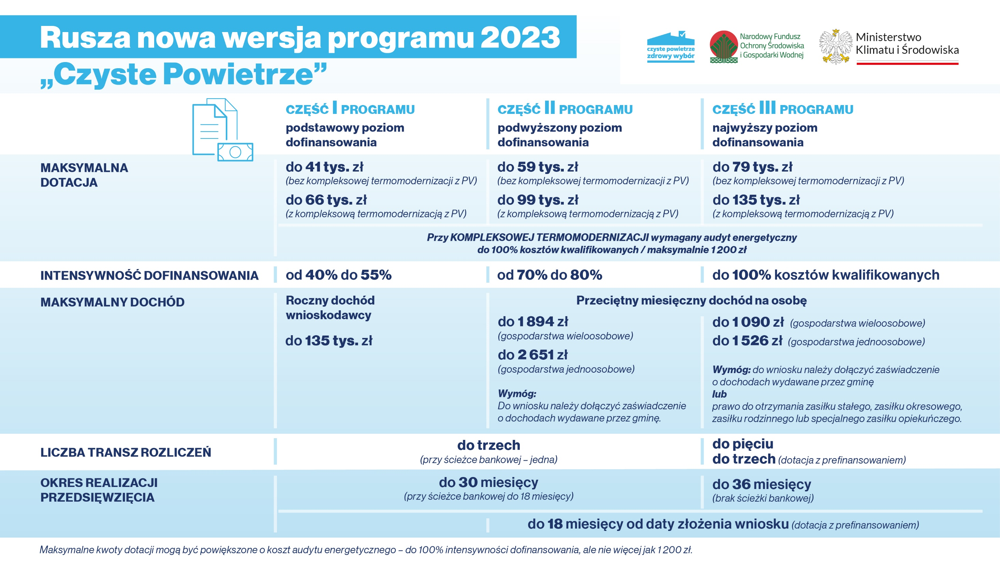 Rusza nowa wersja programu 2023
„Czyste Powietrze”
czyste powietrze
zdrowy wybór
Narodowy Fundusz
Ochrony Środowiska
i Gospodarki Wodnej
Ministerstwo
Klimatu i Środowiska
CZĘŚĆ I PROGRAMU
podstawowy poziom
dofinansowania
CZĘŚĆ II PROGRAMU
podwyższony poziom
dofinansowania
CZĘŚĆ III PROGRAMU
najwyższy poziom
dofinansowania
MAKSYMALNA
DOTACJA
do 41 tys. zł
(bez kompleksowej termomodernizacji z PV)
do 66 tys. zł
(z kompleksową termomodernizacją z PV)
do 59 tys. zł
(bez kompleksowej termomodernizacji z PV)
do 99 tys. zł
(z kompleksową termomodernizacją z PV)
do 79 tys. zł
(bez kompleksowej termomodernizacji z PV)
do 135 tys. zł
(z kompleksową termomodernizacją z PV)
Przy KOMPLEKSOWEJ TERMOMODERNIZACJI wymagany audyt energetyczny
do 100% kosztów kwalifikowanych / maksymalnie 1 200 zł
INTENSYWNOŚĆ DOFINANSOWANIA
od 40% do 55%
od 70% do 80%
do 100% kosztów kwalifikowanych
MAKSYMALNY DOCHÓD
Roczny dochód
wnioskodawcy
do 135 tys. zł
Przeciętny miesięczny dochód na osobę
do 1 894 zł
(gospodarstwa wieloosobowe)
do 2 651 zł
(gospodarstwa jednoosobowe)
Wymóg:
Do wniosku należy dołączyć zaświadczenie
o dochodach wydawane przez gminę.
do 1 090 zł (gospodarstwa wieloosobowe)
do 1 526 zł (gospodarstwa jednoosobowe)
Wymóg: do wniosku należy dołączyć zaświadczenie
o dochodach wydawane przez gminę
lub
prawo do otrzymania zasiłku stałego, zasiłku okresowego,
zasiłku rodzinnego lub specjalnego zasiłku opiekuńczego.
LICZBA TRANSZ ROZLICZEŃ
do trzech
(przy ścieżce bankowej – jedna)
do pięciu
do trzech (dotacja z prefinansowaniem)
OKRES REALIZACJI
PRZEDSIĘWZIĘCIA
do 30 miesięcy
(przy ścieżce bankowej do 18 miesięcy)
do 36 miesięcy
(brak ścieżki bankowej)
do 18 miesięcy od daty złożenia wniosku (dotacja z prefinansowaniem)
Maksymalne kwoty dotacji mogą być powiększone o koszt audytu energetycznego – do 100% intensywności dofinansowania, ale nie więcej jak 1 200 zł.